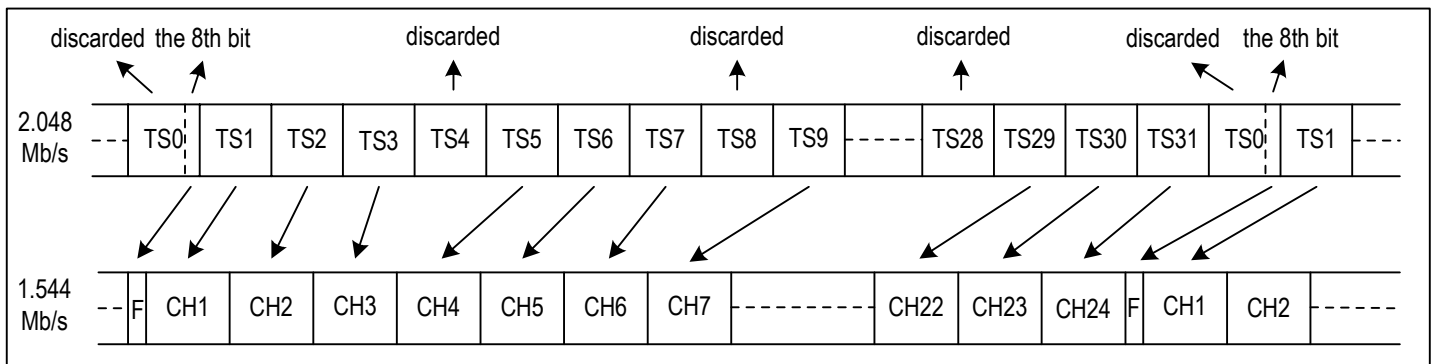 discarded the 8th bit discarded discarded discarded discarded the 8th bit
2.048 Mb/s TS0 TS1 TS2 TS3 TS4 TS5 TS6 TS7 TS8 TS9 TS28 TS29 TS30 TS31 TS0 TS1
1.544 Mb/s F CH1 CH2 CH3 CH4 CH5 CH6 CH7 CH22 CH23 CH24 F CH1 CH2